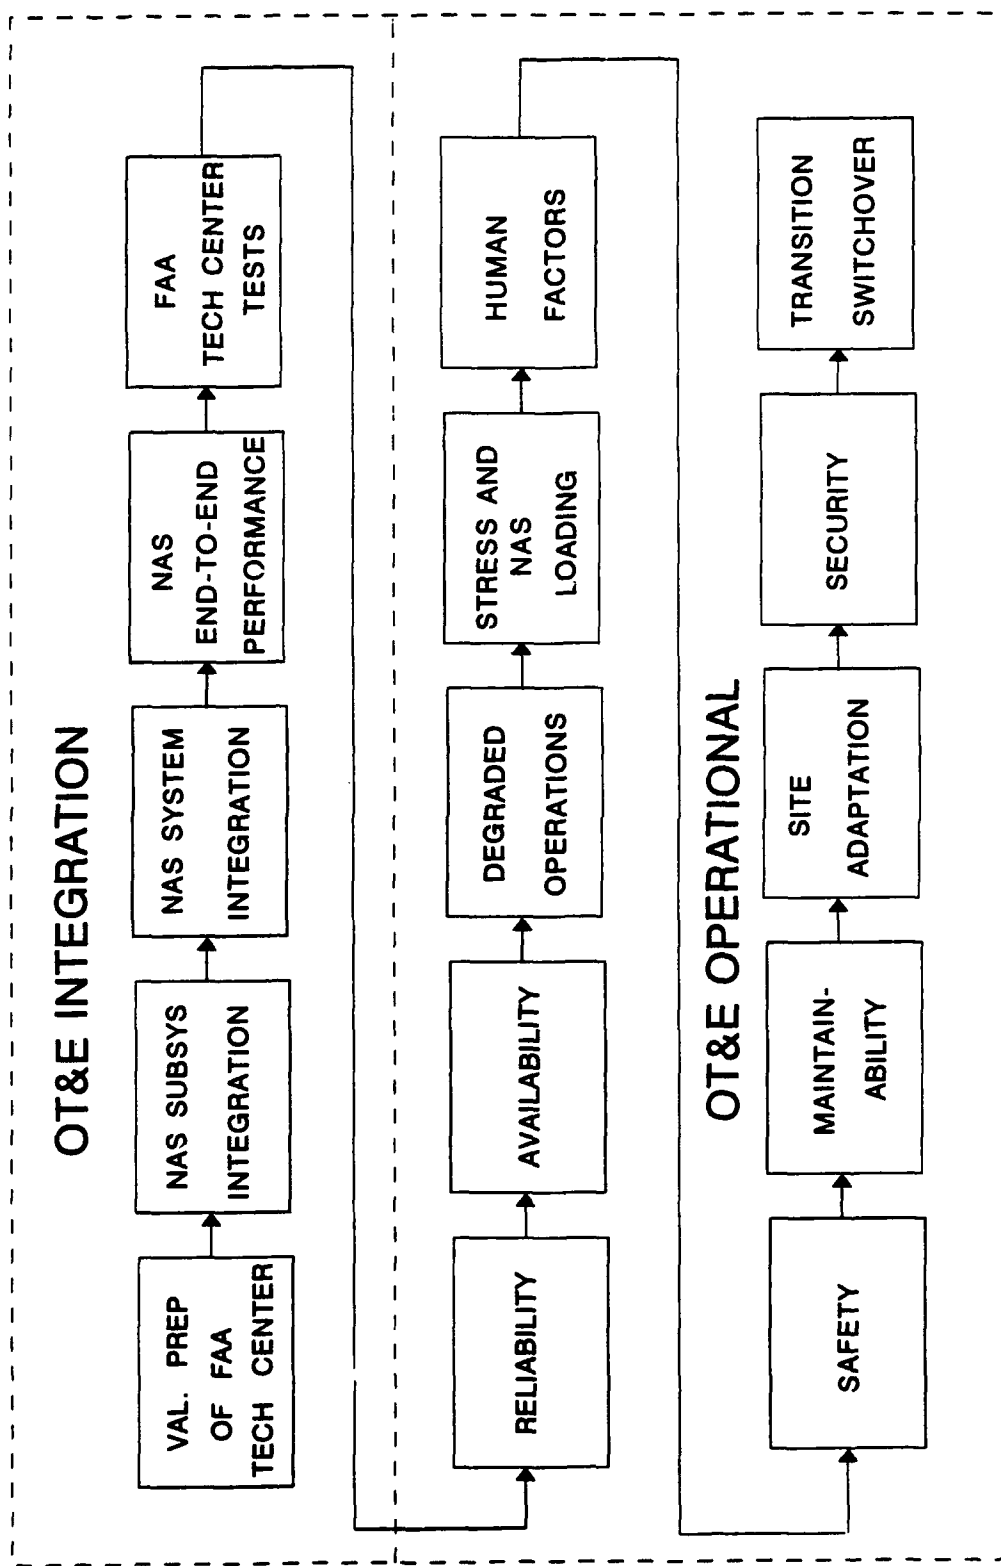 OT&E INTEGRATION
VAL. PREP
OF FAA
TECH CENTER
NAS SUBSYS
INTEGRATION
NAS SYSTEM
INTEGRATION
NAS
END-TO-END
PERFORMANCE
FAA
TECH CENTER
TESTS
RELIABILITY
AVAILABILITY
DEGRADED
OPERATIONS
STRESS AND
NAS
LOADING
HUMAN
FACTORS
OT&E OPERATIONAL
SAFETY
MAINTAIN-
ABILITY
SITE
ADAPTATION
SECURITY
TRANSITION
SWITCHOVER